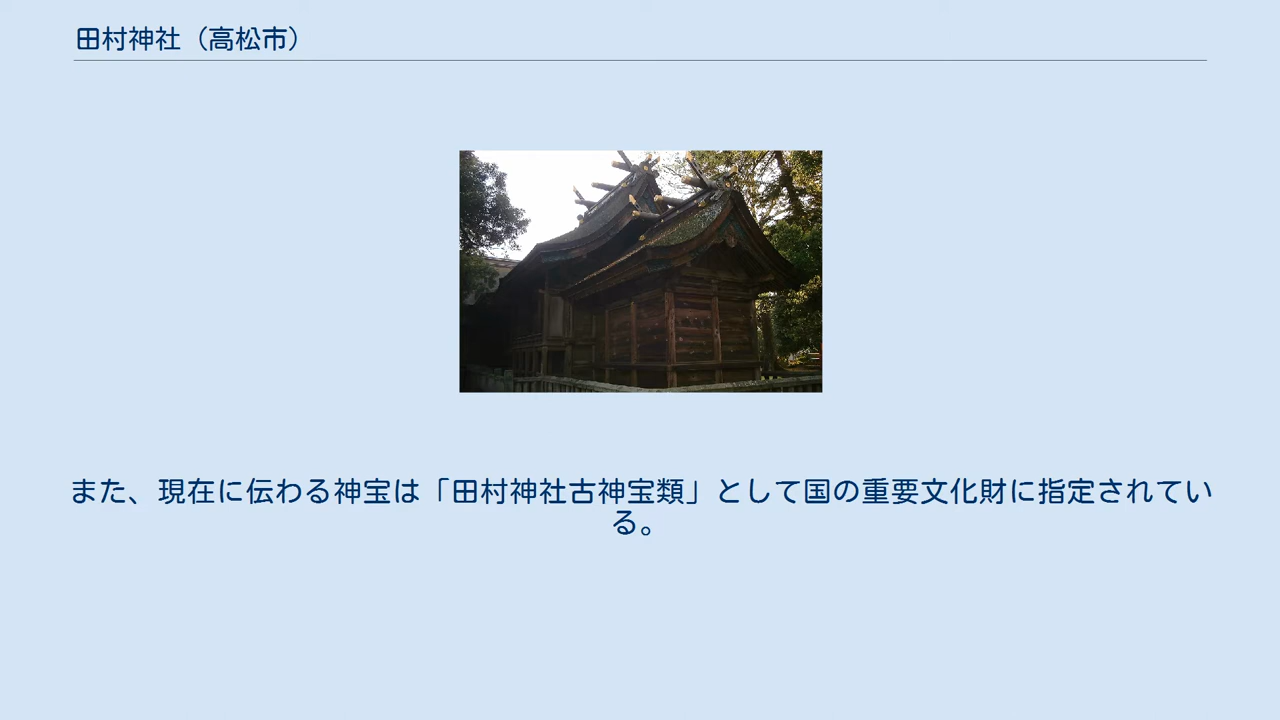 田村神社（高松市）
また、現在に伝わる神宝は「田村神社古神宝類」として国の重要文化財に指定されてい
る。